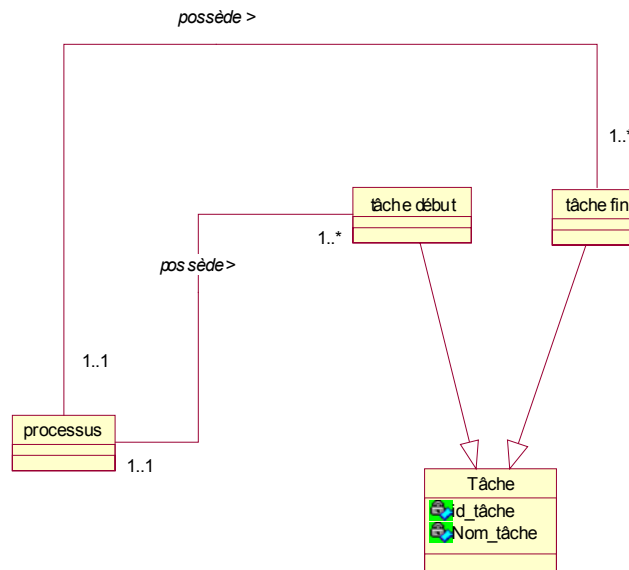 possède >
1..*
tâche début
tâche fin
1..*
possède >
1..1
processus
1..1
Tâche
id_tâche
Nom_tâche